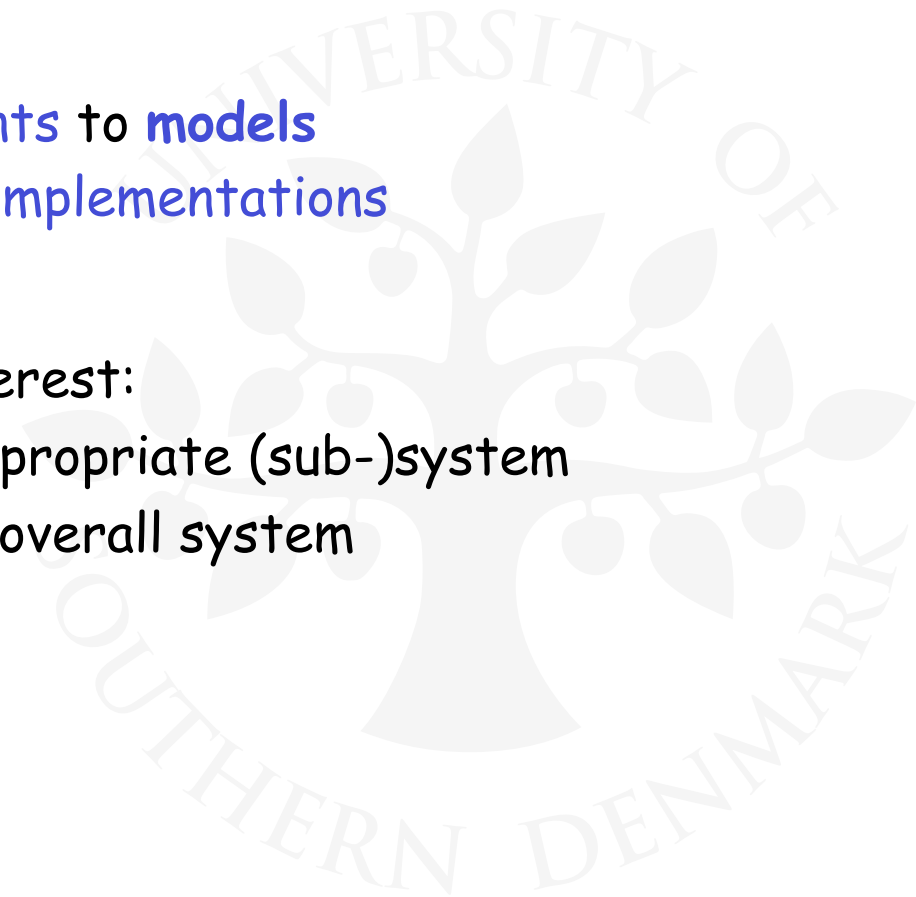 UNIVERSITY OF
nts to models
mplementations
erest:
propriate (sub-)system
overall system
SOUTHERN DENMARK